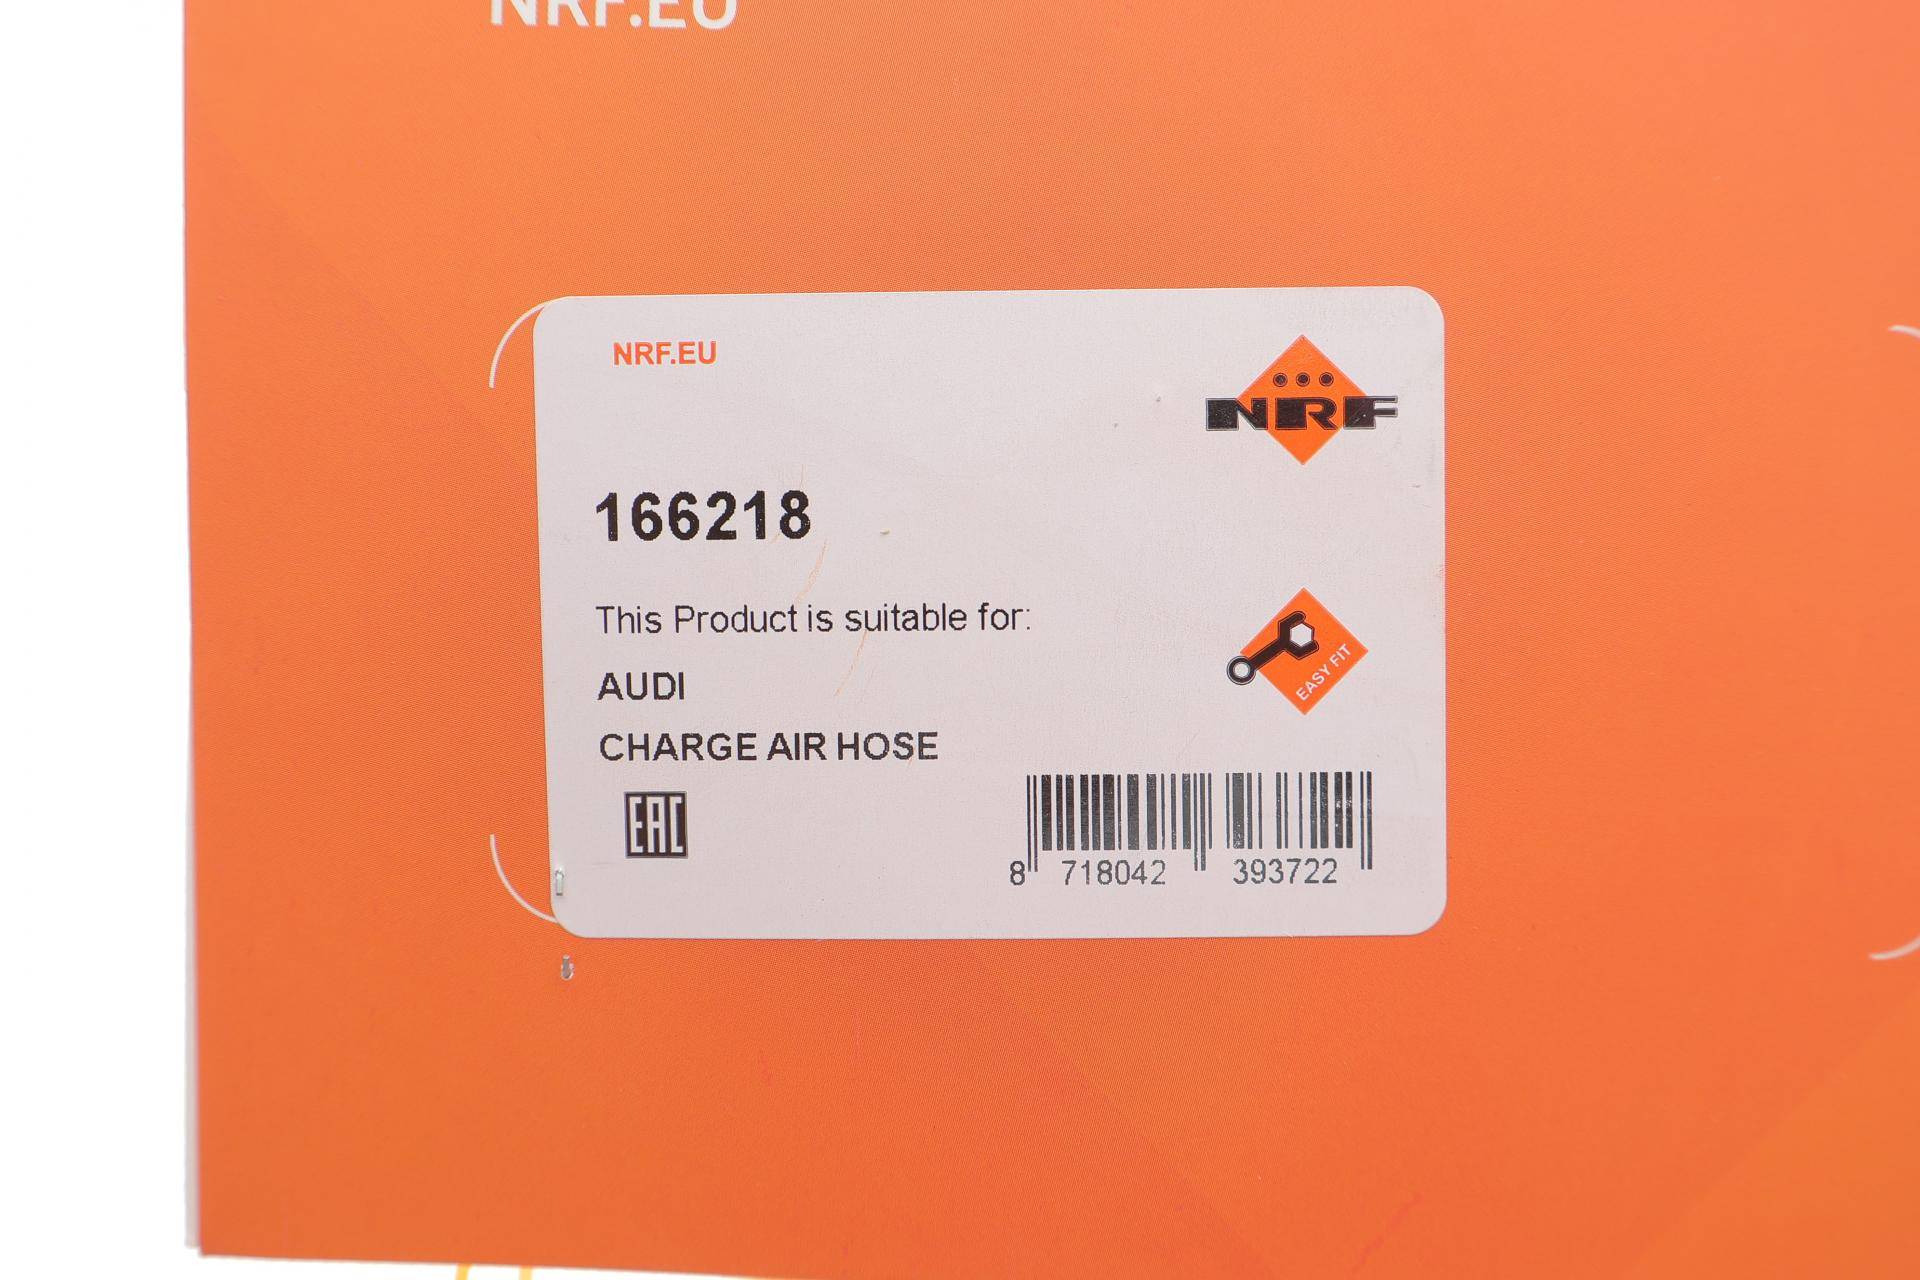 NRF.EU
NRF.EU
NRF
166218
This Product is suitable for:
EASY FIT
AUDI
CHARGE AIR HOSE
EAC
8 718042 393722